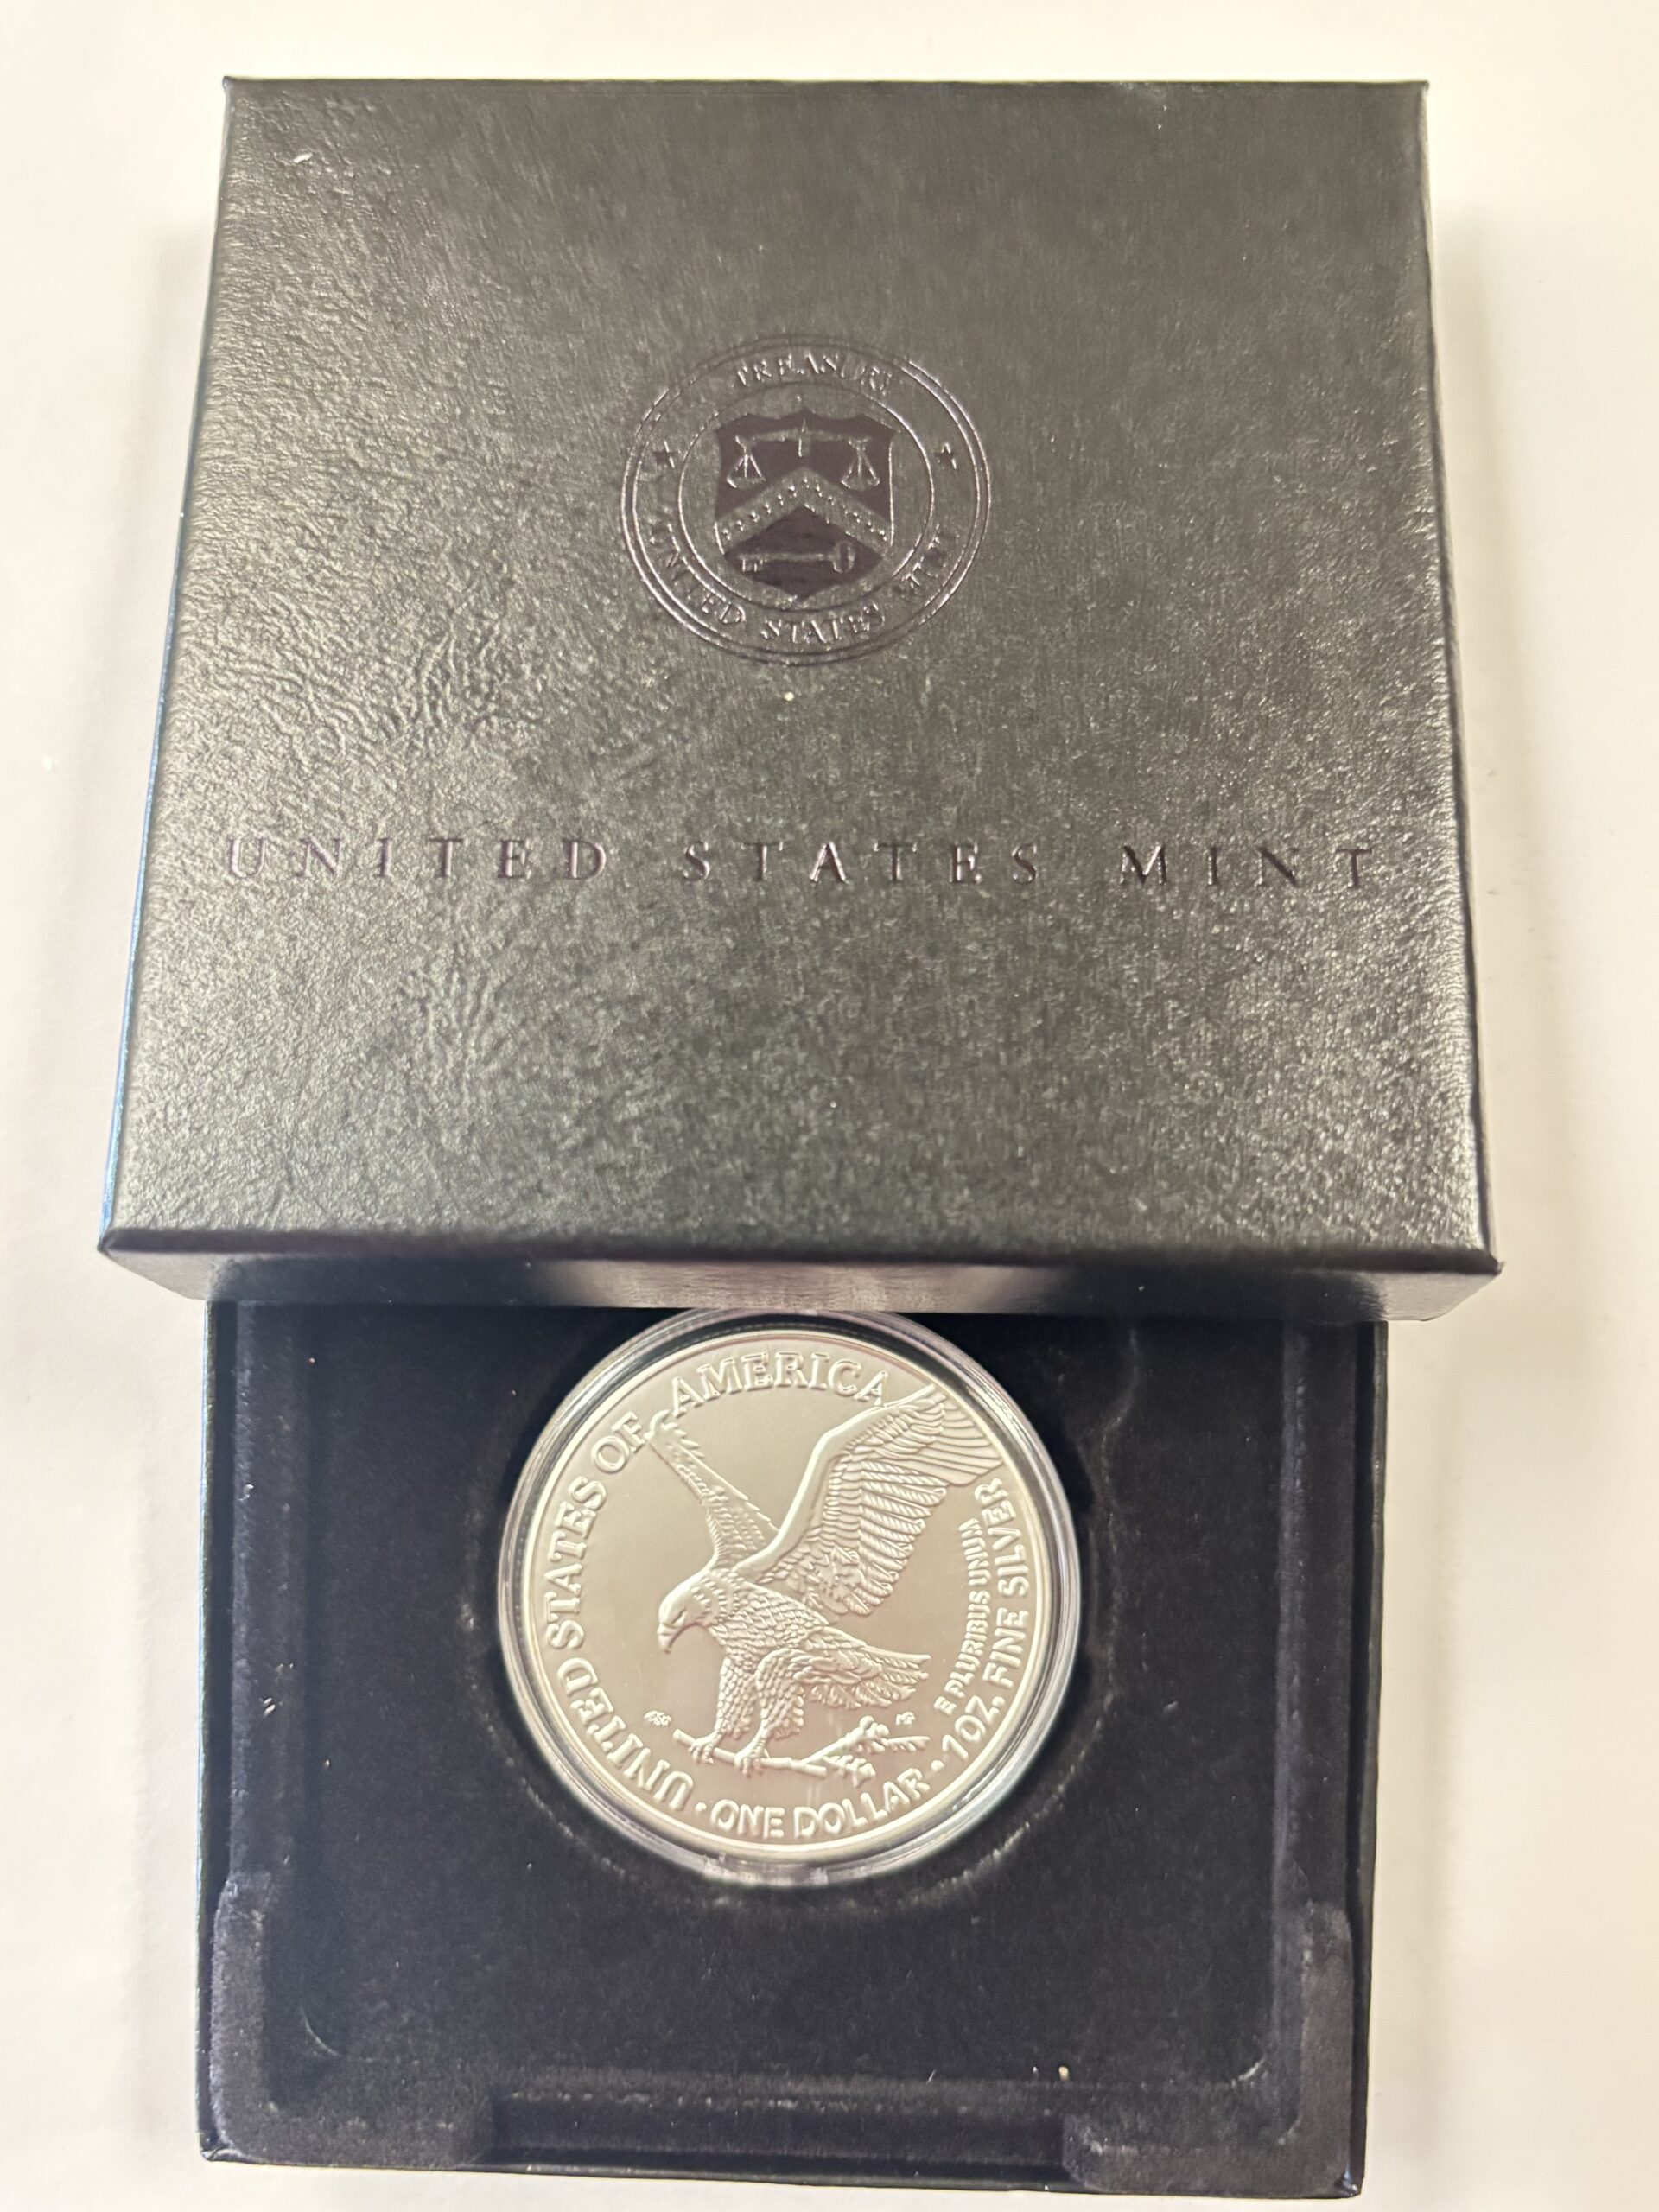 TREASURY
UNITED STATES MINT
UNITED STATES MINT
UNITED STATES OF AMERICA
E PLURIBUS UNUM
1 OZ. FINE SILVER
• ONE DOLLAR •